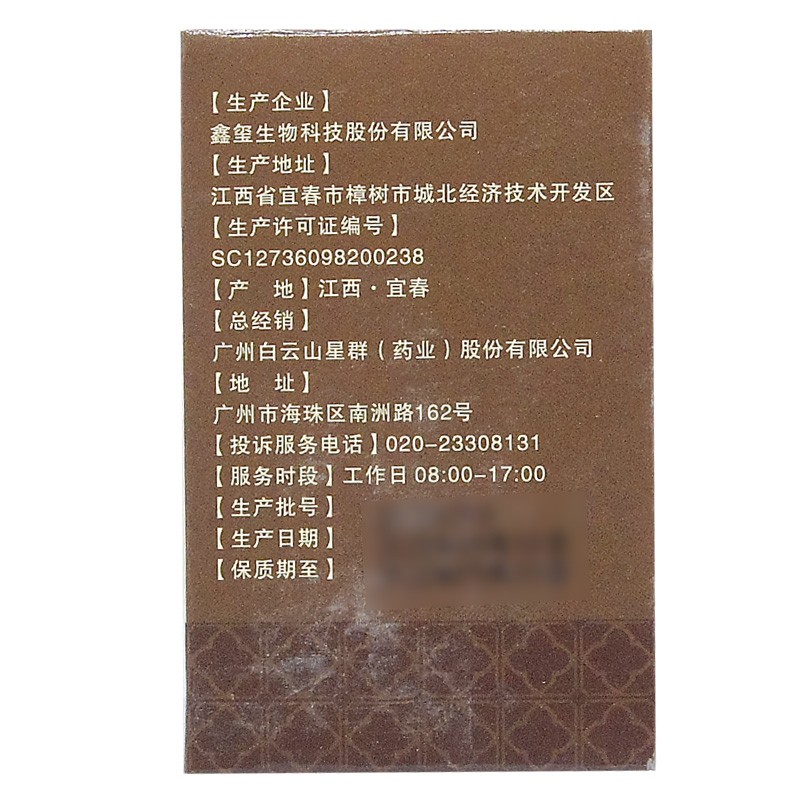 【生产企业】
鑫玺生物科技股份有限公司
【生产地址】
江西省宜春市樟树市城北经济技术开发区
【生产许可证编号】
SC12736098200238
【产　地】江西·宜春
【总经销】
广州白云山星群（药业）股份有限公司
【地　址】
广州市海珠区南洲路162号
【投诉服务电话】020-23308131
【服务时段】工作日 08:00-17:00
【生产批号】
【生产日期】
【保质期至】